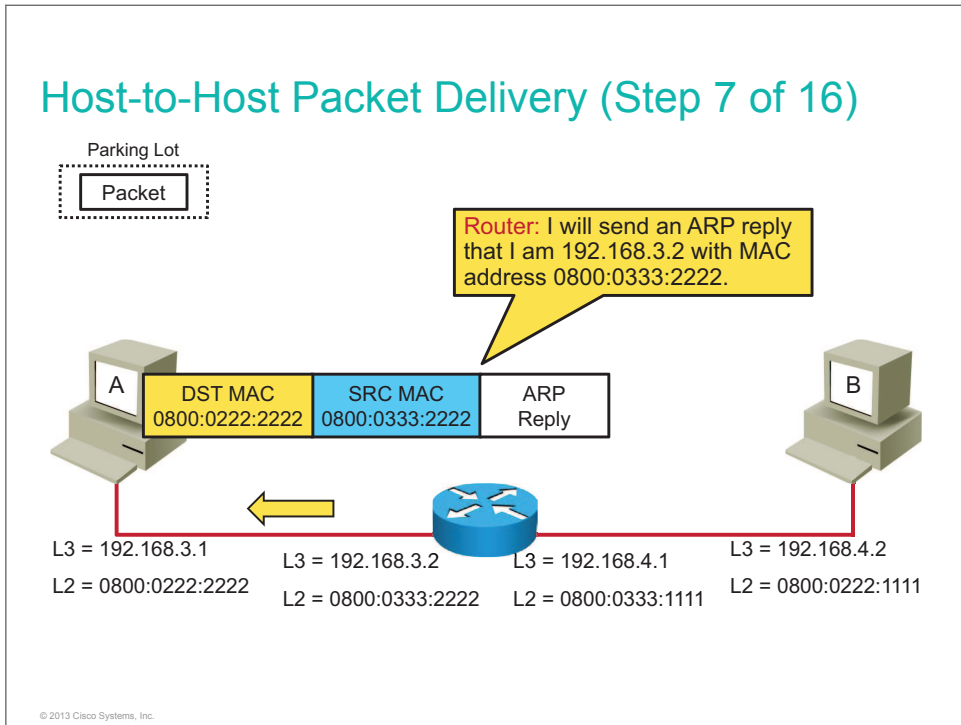 Host-to-Host Packet Delivery (Step 7 of 16)
Parking Lot
Packet
Router: I will send an ARP reply
that I am 192.168.3.2 with MAC
address 0800:0333:2222.
A
DST MAC
0800:0222:2222
SRC MAC
0800:0333:2222
ARP
Reply
B
L3 = 192.168.3.1
L2 = 0800:0222:2222
L3 = 192.168.3.2
L2 = 0800:0333:2222
L3 = 192.168.4.1
L2 = 0800:0333:1111
L3 = 192.168.4.2
L2 = 0800:0222:1111
© 2013 Cisco Systems, Inc.